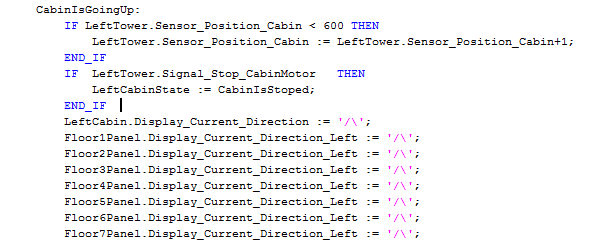 CabinIsGoingUp:
IF LeftTower.Sensor_Position_Cabin < 600 THEN
LeftTower.Sensor_Position_Cabin := LeftTower.Sensor_Position_Cabin+1;
END_IF
IF LeftTower.Signal_Stop_CabinMotor THEN
LeftCabinState := CabinIsStoped;
END_IF
LeftCabin.Display_Current_Direction := '/\';
Floor1Panel.Display_Current_Direction_Left := '/\';
Floor2Panel.Display_Current_Direction_Left := '/\';
Floor3Panel.Display_Current_Direction_Left := '/\';
Floor4Panel.Display_Current_Direction_Left := '/\';
Floor5Panel.Display_Current_Direction_Left := '/\';
Floor6Panel.Display_Current_Direction_Left := '/\';
Floor7Panel.Display_Current_Direction_Left := '/\';